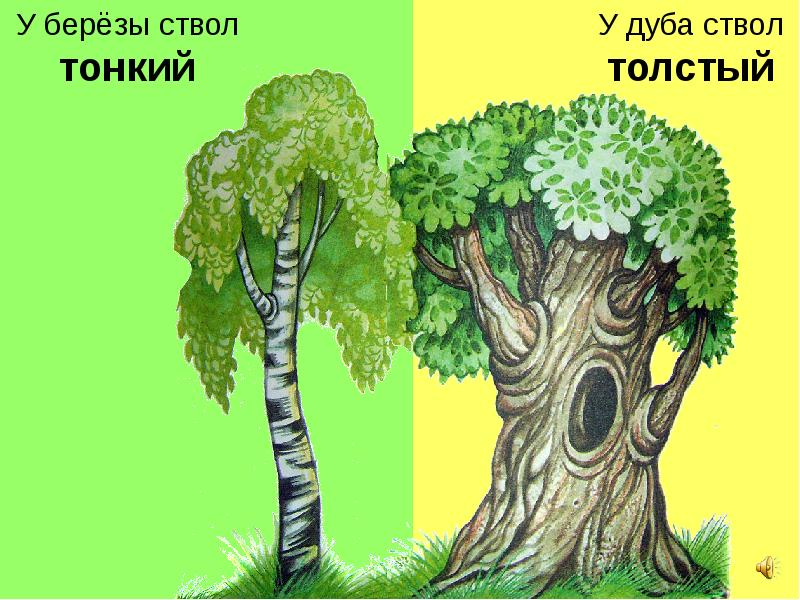 У берёзы ствол
тонкий
У дуба ствол
толстый